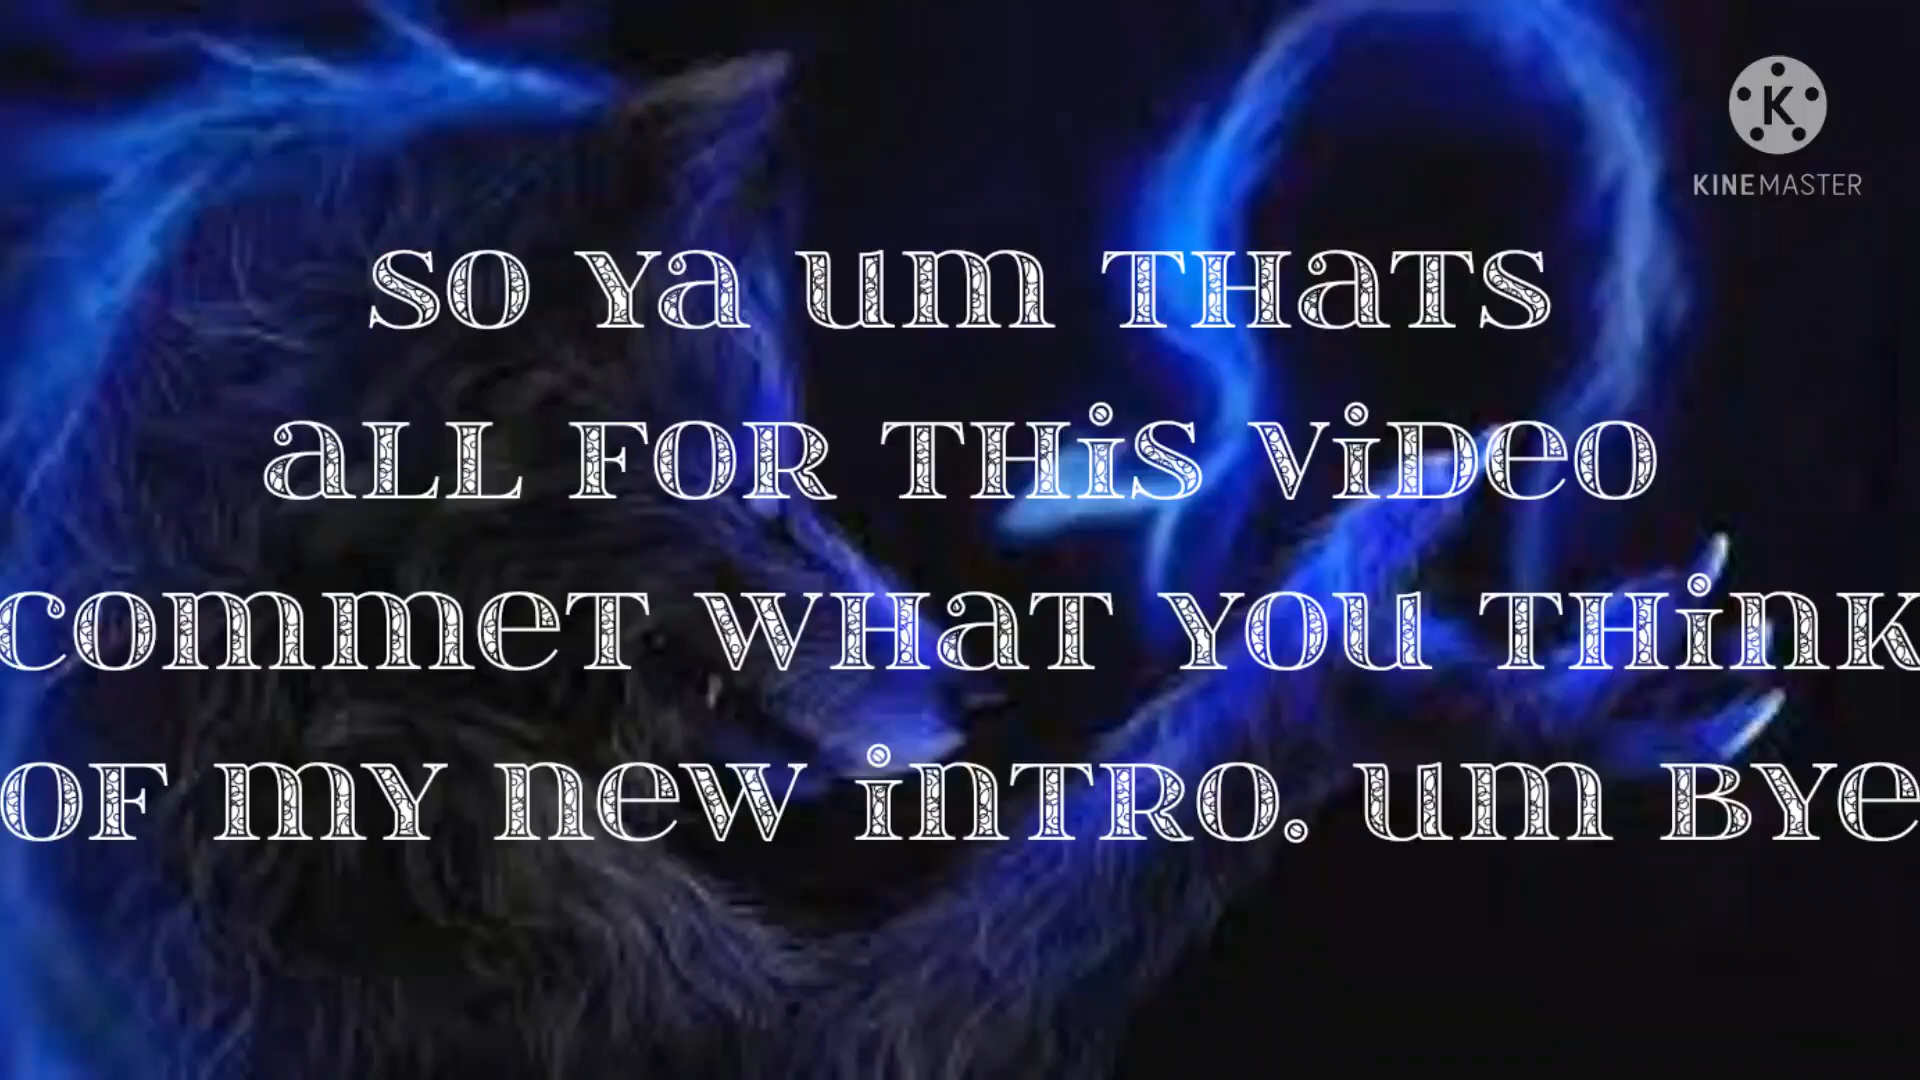 K
KINEMASTER
so ya um thats
all for this video
commet what you think
of my new intro. um bye